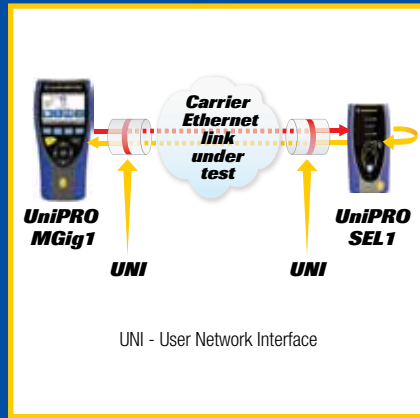 Carrier
Ethernet
link
under
test
UniPRO
MGig1
UniPRO
SEL1
UNI
UNI
UNI - User Network Interface